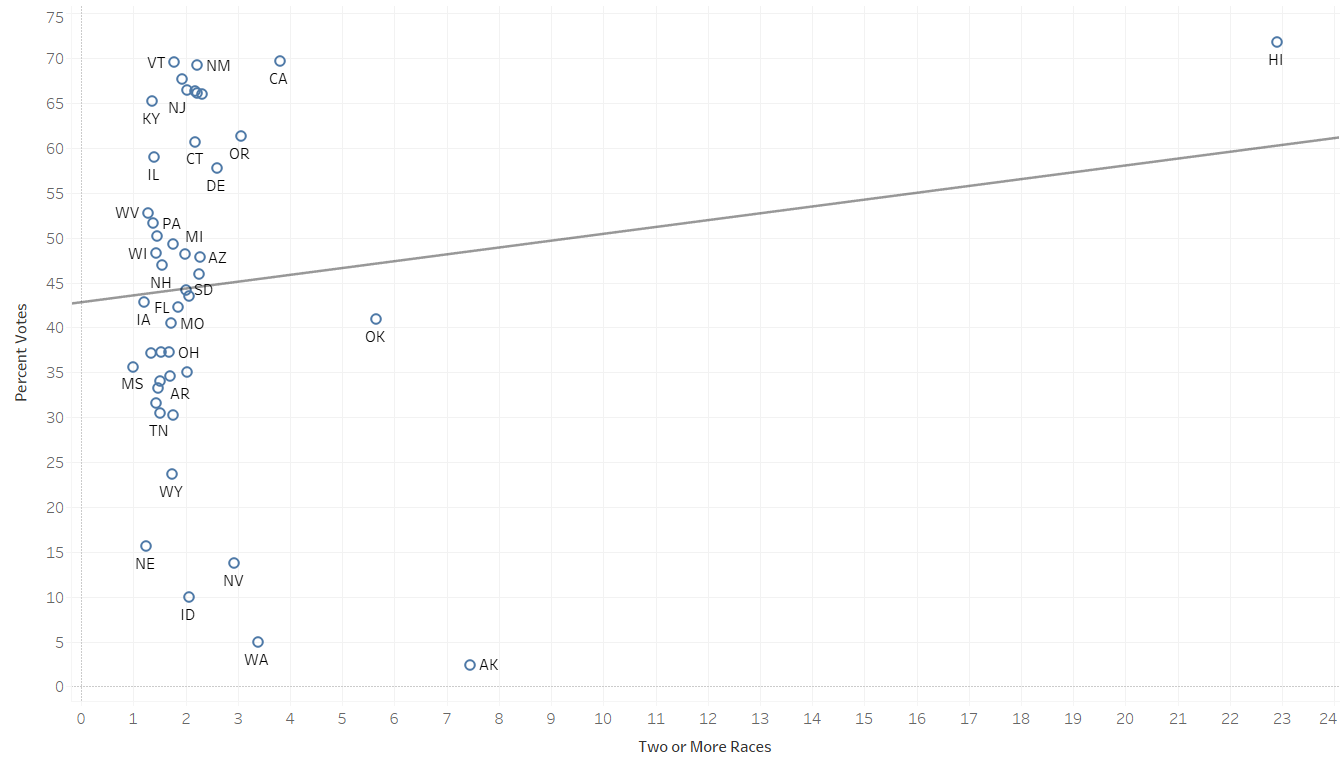 75
70
65
60
55
50
45
40
35
30
25
20
15
10
5
0
Percent Votes
VT
NM
CA
HI
NJ
KY
OR
CT
IL
DE
WV
PA
MI
WI
AZ
NH
SD
FL
IA
MO
OK
OH
MS
AR
TN
WY
NE
NV
ID
WA
AK
0 1 2 3 4 5 6 7 8 9 10 11 12 13 14 15 16 17 18 19 20 21 22 23 24
Two or More Races